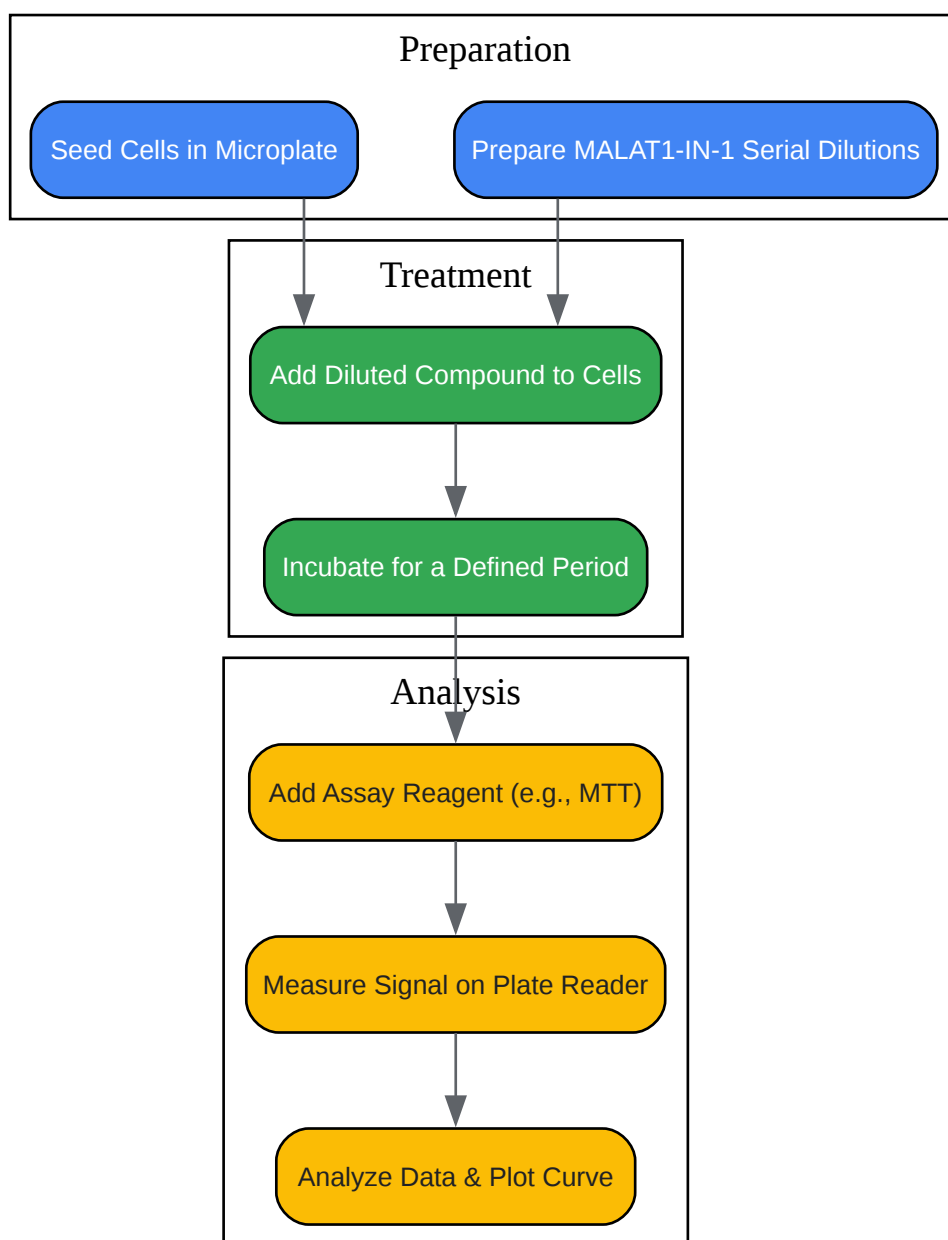 Preparation
Seed Cells in Microplate
Prepare MALAT1-IN-1 Serial Dilutions
Treatment
Add Diluted Compound to Cells
Incubate for a Defined Period
Analysis
Add Assay Reagent (e.g., MTT)
Measure Signal on Plate Reader
Analyze Data & Plot Curve